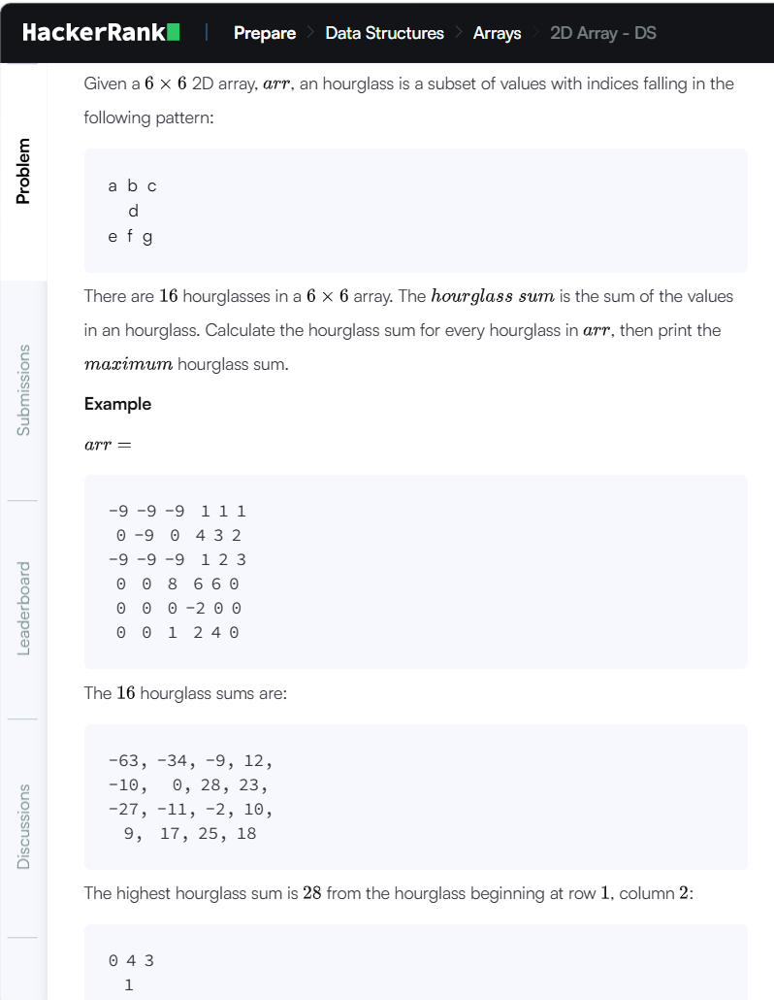 HackerRank | Prepare > Data Structures > Arrays > 2D Array - DS
Problem
Submissions
Leaderboard
Discussions
Given a 6 × 6 2D array, arr, an hourglass is a subset of values with indices falling in the
following pattern:
a b c
d
e f g
There are 16 hourglasses in a 6 × 6 array. The hourglass sum is the sum of the values
in an hourglass. Calculate the hourglass sum for every hourglass in arr, then print the
maximum hourglass sum.
Example
arr =
-9 -9 -9 1 1 1
0 -9 0 4 3 2
-9 -9 -9 1 2 3
0 0 8 6 6 0
0 0 0 -2 0 0
0 0 1 2 4 0
The 16 hourglass sums are:
-63, -34, -9, 12,
-10, 0, 28, 23,
-27, -11, -2, 10,
9, 17, 25, 18
The highest hourglass sum is 28 from the hourglass beginning at row 1, column 2:
0 4 3
1